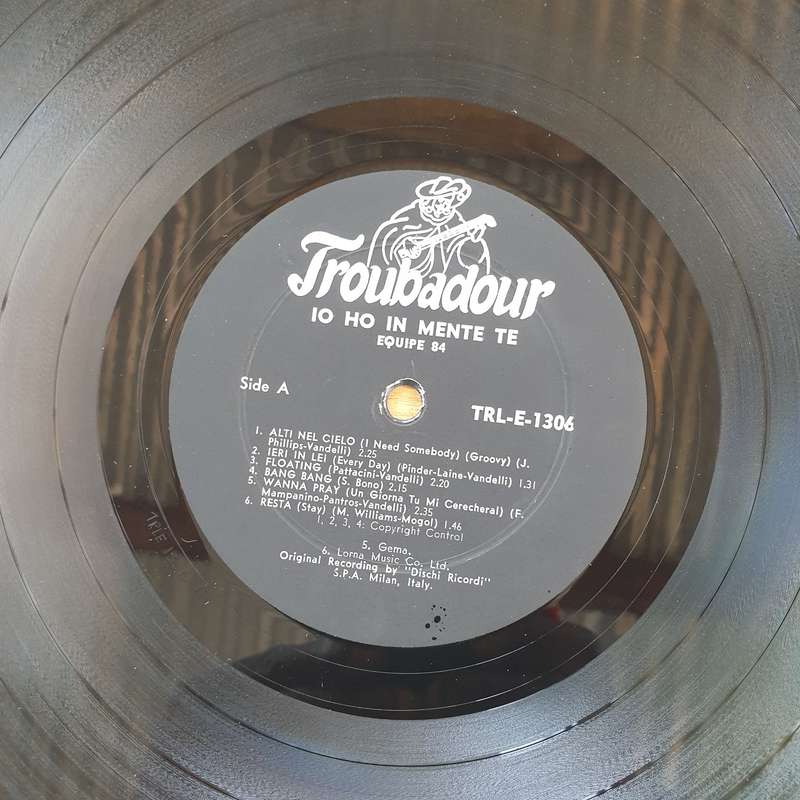 Troubadour
IO HO IN MENTE TE
EQUIPE 84
Side A
TRL-E-1306
1. ALTI NEL CIELO (I Need Somebody) (Groovy) (J.
Phillips-Vandelli) 2.25
2. IERI IN LEI (Every Day) (Pinder-Laine-Vandelli) 1.31
3. FLOATING (Pattacini-Vandelli) 2.20
4. BANG BANG (S. Bono) 2.15
5. WANNA PRAY (Un Giorna Tu Mi Cerecheral) (F.
Mampanino-Pantros-Vandelli) 2.35
6. RESTA (Stay) (M. Williams-Mogol) 1.46
1, 2, 3, 4: Copyright Control
5. Gema.
6. Lorna Music Co. Ltd.
Original Recording by "Dischi Ricordi"
S.P.A. Milan, Italy.